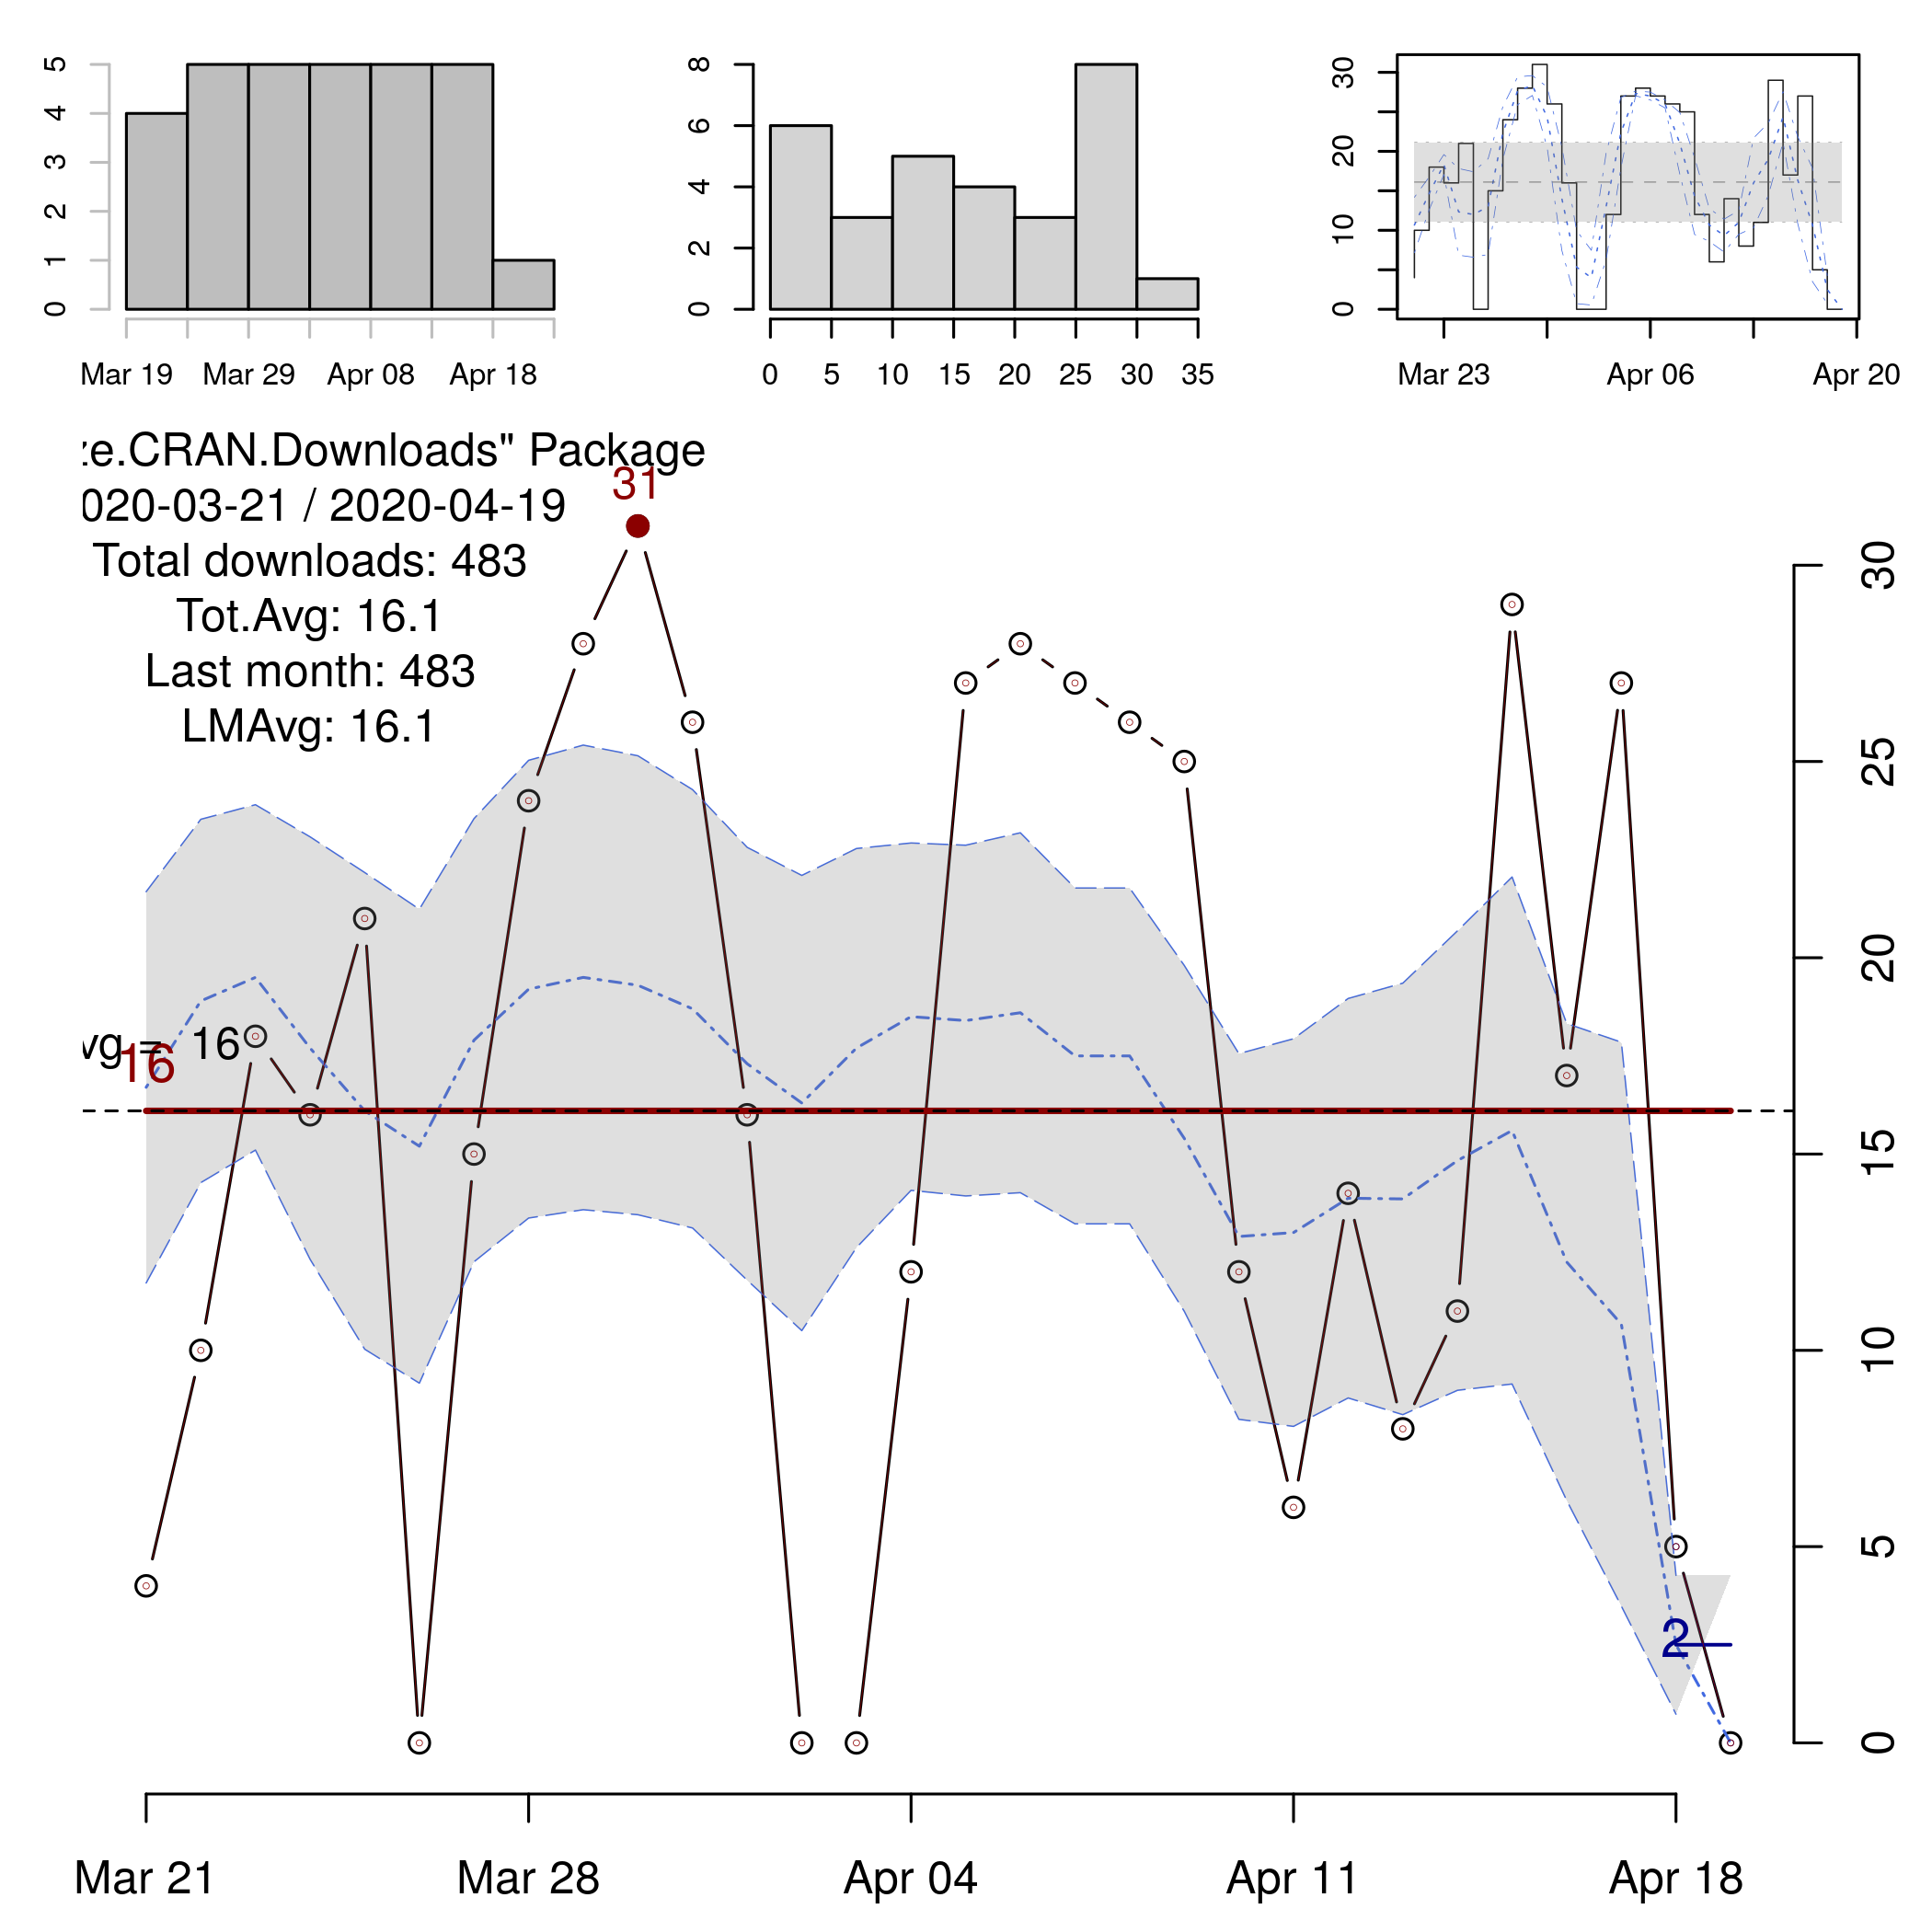 5
4
3
2
1
0
Mar 19 Mar 29 Apr 08 Apr 18
8
6
4
2
0
0 5 10 15 20 25 30 35
30
20
10
0
Mar 23 Apr 06 Apr 20
e.CRAN.Downloads" Package
31
020-03-21 / 2020-04-19
Total downloads: 483
Tot.Avg: 16.1
Last month: 483
LMAvg: 16.1
vg = 16
16
2
30
25
20
15
10
5
0
Mar 21 Mar 28 Apr 04 Apr 11 Apr 18